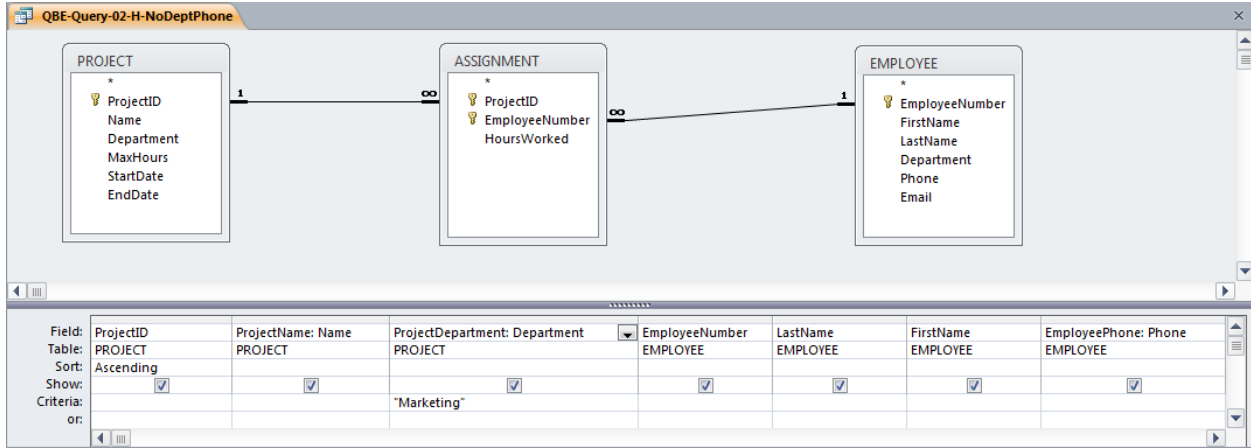 QBE-Query-02-H-NoDeptPhone
PROJECT
*
ProjectID
Name
Department
MaxHours
StartDate
EndDate
1
∞
ASSIGNMENT
*
ProjectID
EmployeeNumber
HoursWorked
∞
1
EMPLOYEE
*
EmployeeNumber
FirstName
LastName
Department
Phone
Email
Field: ProjectID ProjectName: Name ProjectDepartment: Department EmployeeNumber LastName FirstName EmployeePhone: Phone
Table: PROJECT PROJECT PROJECT EMPLOYEE EMPLOYEE EMPLOYEE EMPLOYEE
Sort: Ascending
Show:
Criteria: "Marketing"
or: